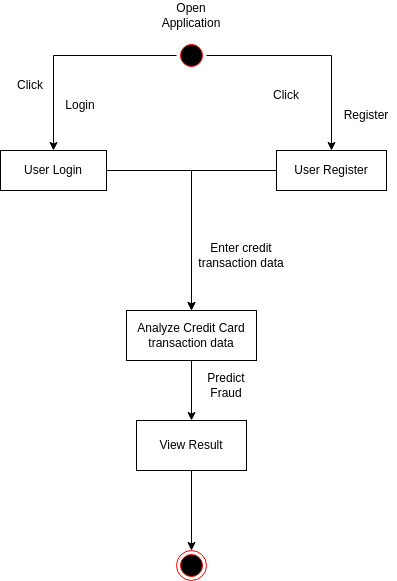 Open
Application
Click
Login
Click
Register
User Login
User Register
Enter credit
transaction data
Analyze Credit Card
transaction data
Predict
Fraud
View Result